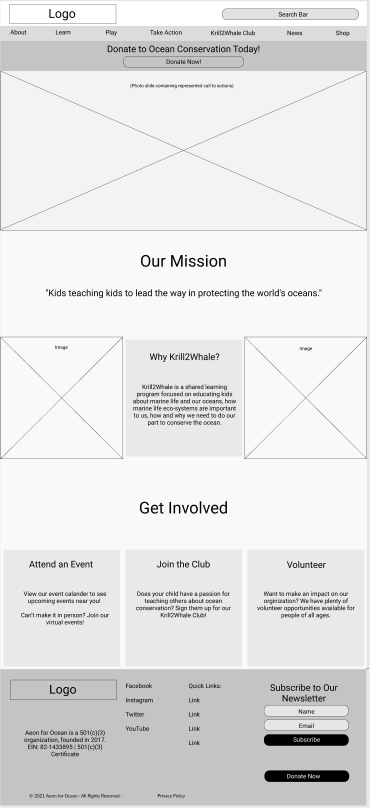 Logo
Search Bar
About Learn Play Take Action Krill2Whale Club News Shop
Donate to Ocean Conservation Today!
Donate Now!
(Photo slide containing represented call to actions)
Our Mission
"Kids teaching kids to lead the way in protecting the world's oceans."
Image
Why Krill2Whale?
Krill2Whale is a shared learning
program focused on educating kids
about marine life and our oceans, how
marine life eco-systems are important
to us, how and why we need to do our
part to conserve the ocean.
Image
Get Involved
Attend an Event
View our event calander to see
upcoming events near you!
Can't make it in person? Join our
virtual events!
Join the Club
Does your child have a passion for
teaching others about ocean
conservation? Sign them up for our
Krill2Whale Club!
Volunteer
Want to make an impact on our
orginization? We have plenty of
volunteer opportunities available for
people of all ages.
Logo
Aeon for Ocean is a 501(c)(3)
organization, founded in 2017.
EIN: 82-1433895 | 501(c)(3)
Certificate
Facebook
Instagram
Twitter
YouTube
Quick Links:
Link
Link
Link
Link
Subscribe to Our
Newsletter
Name
Email
Subscribe
Donate Now
© 2021 Aeon for Ocean - All Rights Reserved -
Privacy Policy